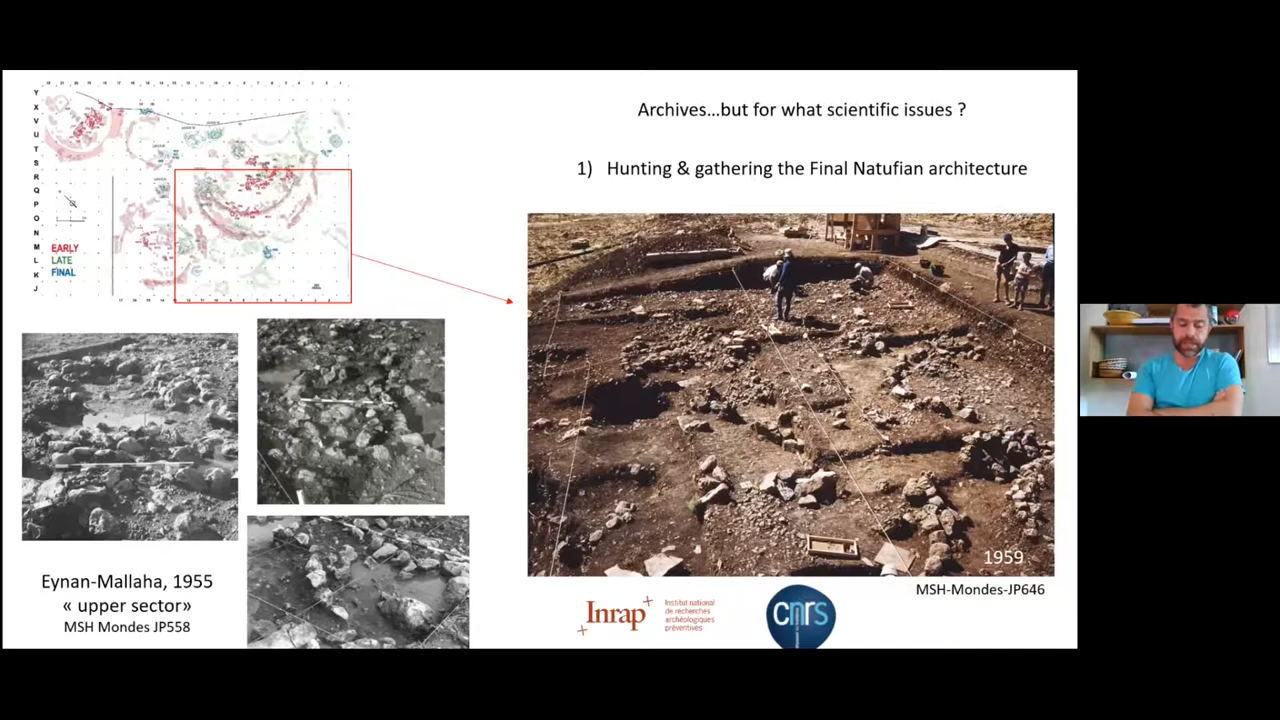 Archives...but for what scientific issues ?
1) Hunting & gathering the Final Natufian architecture
Y
X
V
U
T
S
R
Q
P
O
N
M
L
K
J
EARLY
LATE
FINAL
Eynan-Mallaha, 1955
« upper sector»
MSH Mondes JP558
1959
MSH-Mondes-JP646
Inrap
Institut national
de recherches
archéologiques
préventives
cnrs